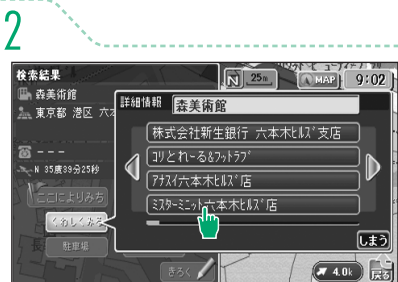 2
検索結果
N
25m
MAP
9:02
森美術館
東京都 港区 六本
詳細情報
森美術館
株式会社新生銀行 六本木ヒルズ支店
コリとれ〜る&フットラブ
---
アナスイ六本木ヒルズ店
N 35度39分25秒
ここによりみち
くわしくみる
ミスターミニット六本木ヒルズ店
駐車場
しまう
きろく
4.0k
戻る